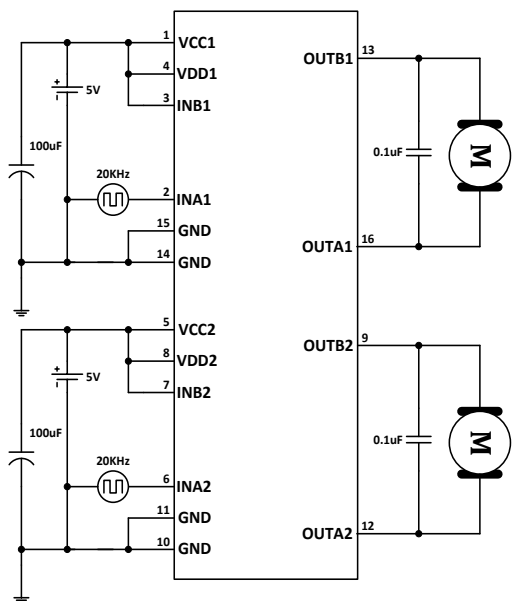 1 VCC1
4 VDD1
3 INB1
5V
100uF
20KHz
2 INA1
15 GND
14 GND
OUTB1 13
0.1uF
M
OUTA1 16
5 VCC2
8 VDD2
7 INB2
5V
100uF
20KHz
6 INA2
11 GND
10 GND
OUTB2 9
0.1uF
M
OUTA2 12